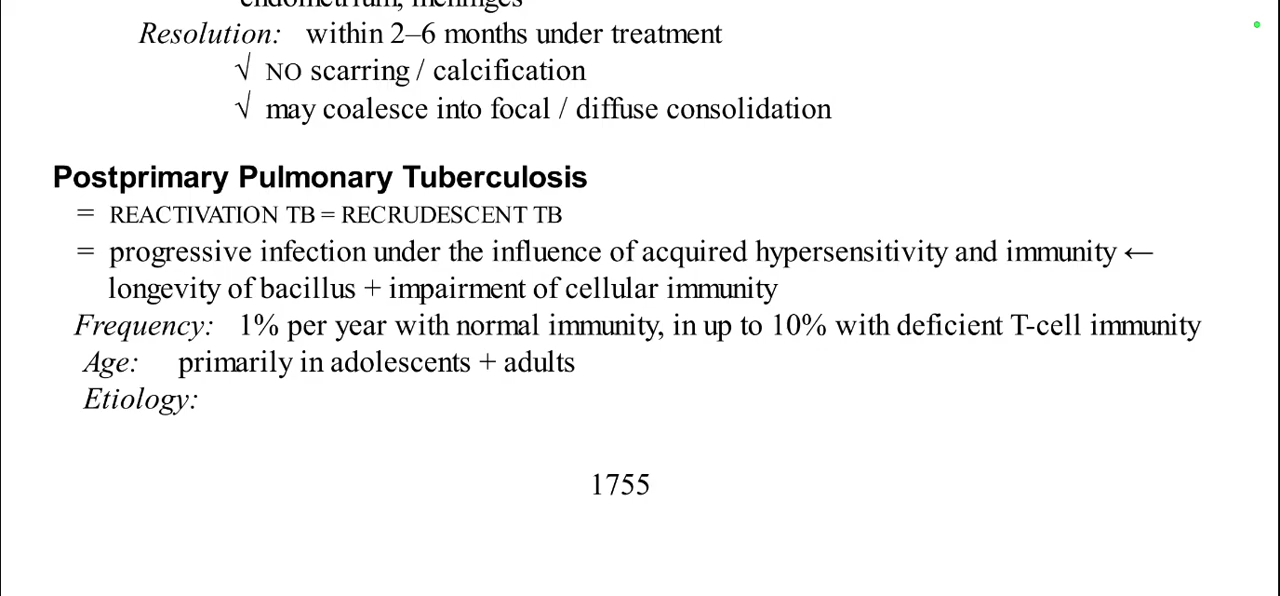 endometrium, meninges
Resolution: within 2–6 months under treatment
√ NO scarring / calcification
√ may coalesce into focal / diffuse consolidation
Postprimary Pulmonary Tuberculosis
= REACTIVATION TB = RECRUDESCENT TB
= progressive infection under the influence of acquired hypersensitivity and immunity ←
longevity of bacillus + impairment of cellular immunity
Frequency: 1% per year with normal immunity, in up to 10% with deficient T-cell immunity
Age: primarily in adolescents + adults
Etiology:
1755